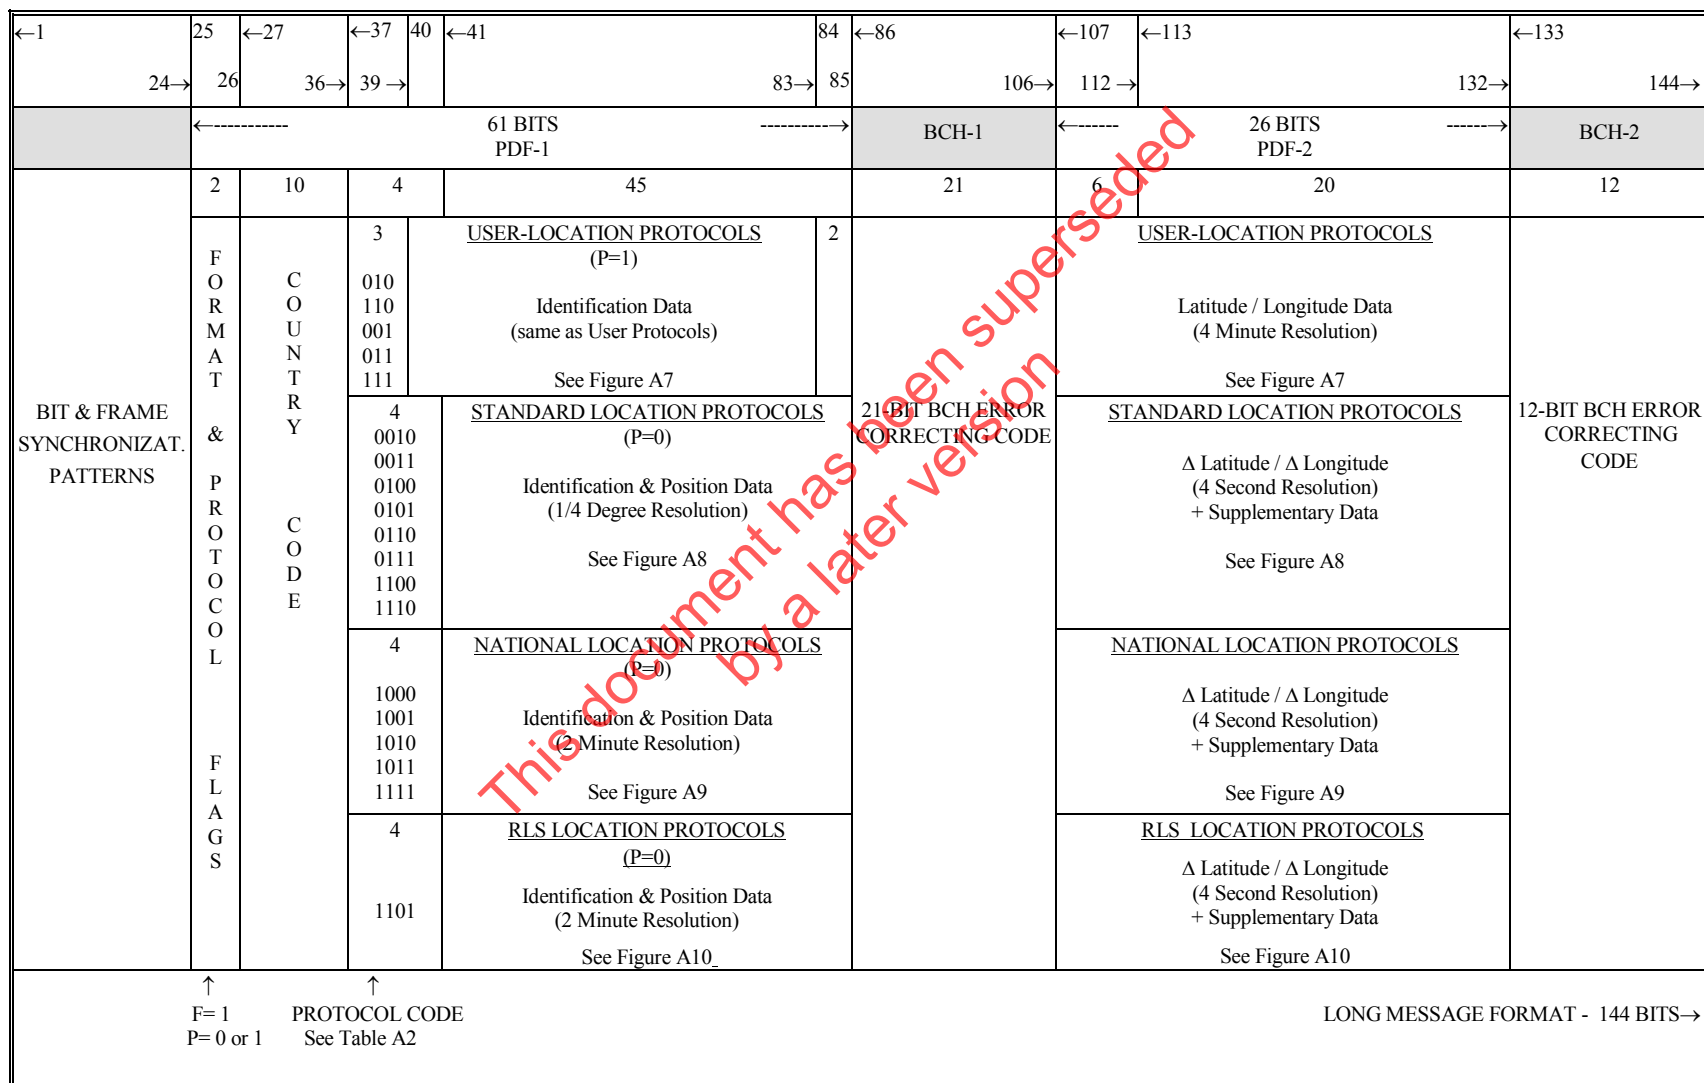 ←1 25 ←27 ←37 40 ←41 84 ←86 ←107 ←113 ←133
24→ 26 36→ 39 → 83→ 85 106→ 112 → 132→ 144→
←------------ 61 BITS ----------→
PDF-1
BCH-1
←------ 26 BITS ------→
PDF-2
BCH-2
2 10 4 45 21 6 20 12
BIT & FRAME
SYNCHRONIZAT.
PATTERNS
F
O
R
M
A
T
&
P
R
O
T
O
C
O
L
F
L
A
G
S
C
O
U
N
T
R
Y
C
O
D
E
3
010
110
001
011
111
USER-LOCATION PROTOCOLS
(P=1)
Identification Data
(same as User Protocols)
See Figure A7
2
4
0010
0011
0100
0101
0110
0111
1100
1110
STANDARD LOCATION PROTOCOLS
(P=0)
Identification & Position Data
(1/4 Degree Resolution)
See Figure A8
4
1000
1001
1010
1011
1111
NATIONAL LOCATION PROTOCOLS
(P=0)
Identification & Position Data
(2 Minute Resolution)
See Figure A9
4
1101
RLS LOCATION PROTOCOLS
(P=0)
Identification & Position Data
(2 Minute Resolution)
See Figure A10
21-BIT BCH ERROR
CORRECTING CODE
USER-LOCATION PROTOCOLS
Latitude / Longitude Data
(4 Minute Resolution)
See Figure A7
STANDARD LOCATION PROTOCOLS
Δ Latitude / Δ Longitude
(4 Second Resolution)
+ Supplementary Data
See Figure A8
NATIONAL LOCATION PROTOCOLS
Δ Latitude / Δ Longitude
(4 Second Resolution)
+ Supplementary Data
See Figure A9
RLS LOCATION PROTOCOLS
Δ Latitude / Δ Longitude
(4 Second Resolution)
+ Supplementary Data
See Figure A10
12-BIT BCH ERROR
CORRECTING
CODE
↑ ↑
F= 1 PROTOCOL CODE LONG MESSAGE FORMAT - 144 BITS→
P= 0 or 1 See Table A2
This document has been superseded
by a later version